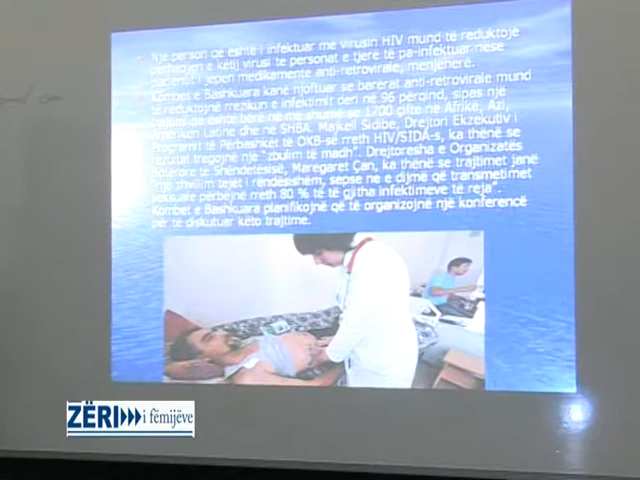 Një person që është i infektuar me virusin HIV mund të reduktojë
përhapjen e këtij virusi te personat e tjerë të pa-infektuar nëse
pacientit i jepen medikamente anti-retrovirale, menjëherë.
Kombet e Bashkuara kanë njoftuar se barerat anti-retrovirale mund
të reduktojnë rrezikun e infektimit deri në 96 përqind, sipas një
është bërë në më shumë se 1700 çifte në Afrikë, Azi,
Amerikën Latine dhe në SHBA. Majkëll Sidibe, Drejtori Ekzekutiv i
Programit të Përbashkët të OKB-së rreth HIV/SIDA-s, ka thënë se
rezultat tregojnë një "zbulim të madh". Drejtoresha e Organizatës
Botërore të Shëndetësisë, Maregaret Çan, ka thënë se trajtimet janë
"një zhvillim tejet i rëndësishëm, sepse ne e dijmë që transmetimet
seksuale përbëjnë rreth 80 % të të gjitha infektimeve të reja".
Kombet e Bashkuara planifikojnë që të organizojnë një konferencë
për të diskutuar këto trajtime.
ZËRI i fëmijëve